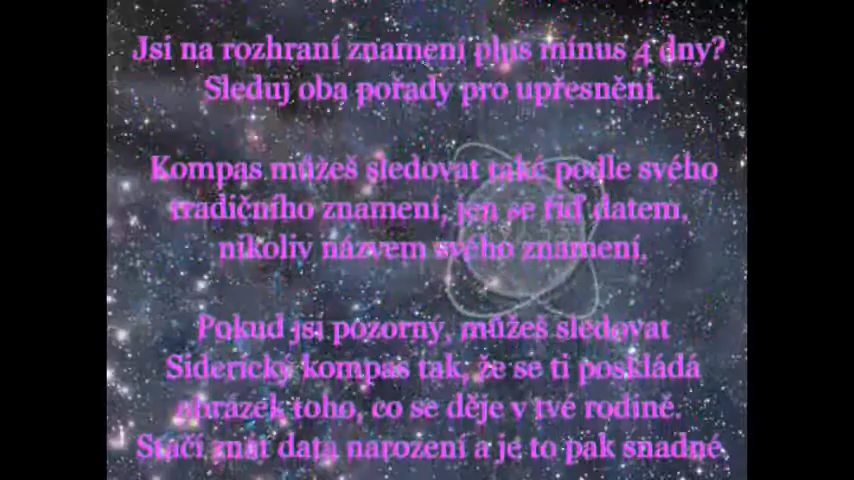 Jsi na rozhraní znamení plus mínus 4 dny?
Sleduj oba pořady pro upřesnění.
Kompas můžeš sledovat také podle svého
tradičního znamení, jen se řiď datem,
nikoliv názvem svého znamení.
Pokud jsi pozorný, můžeš sledovat
Siderický kompas tak, že se ti poskládá
obrázek toho, co se děje v tvé rodině.
Stačí znát data narození a je to pak snadné.